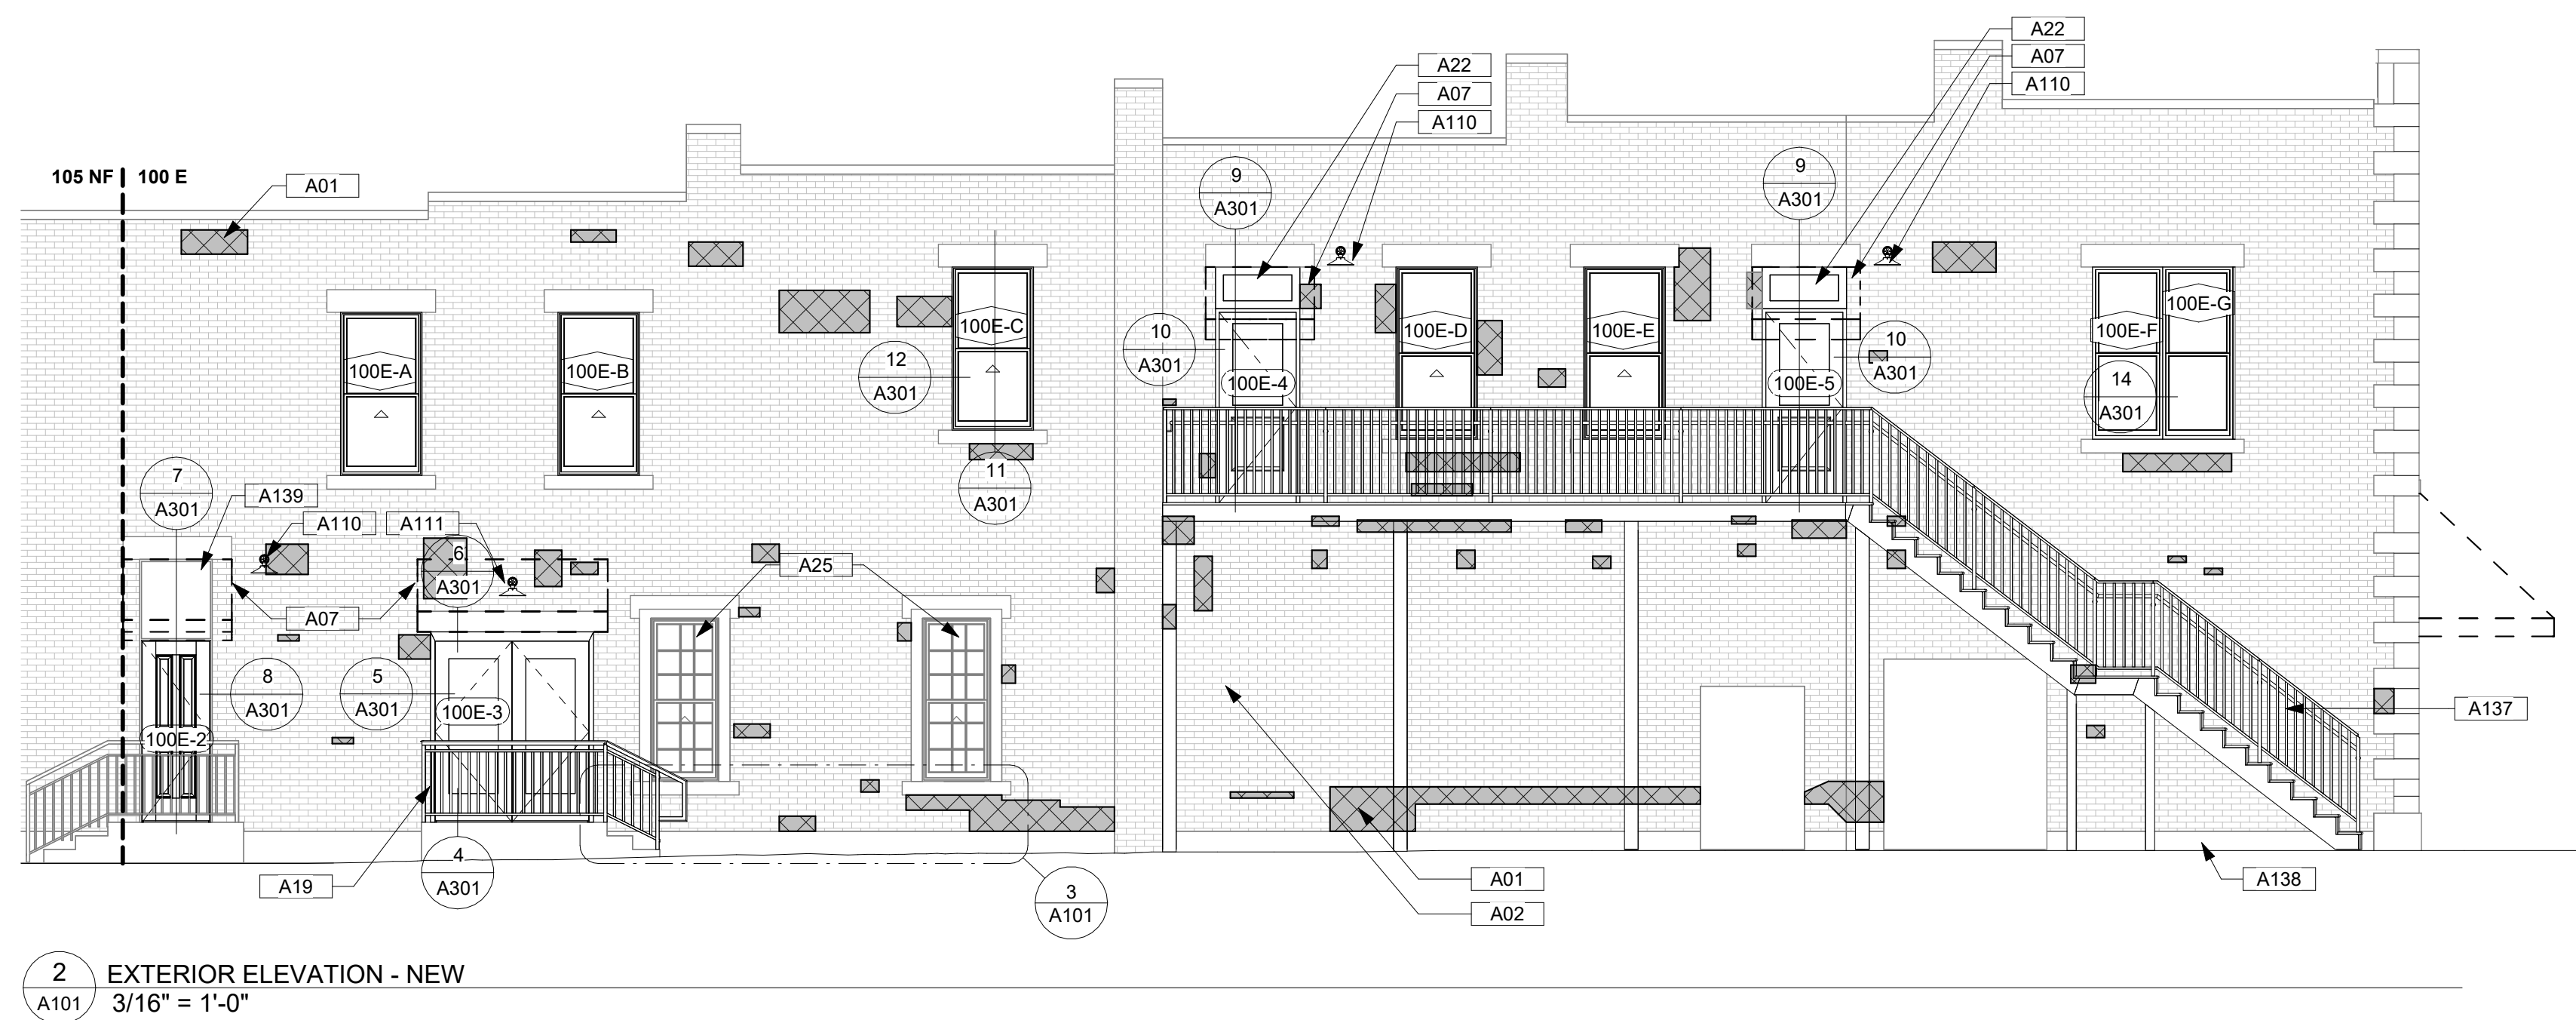 A22
A07
A110
A22
A07
A110
105 NF
100 E
A01
9
A301
9
A301
100E-A
100E-B
100E-C
12
A301
11
A301
10
A301
100E-4
100E-D
100E-E
100E-5
10
A301
100E-F
100E-G
14
A301
7
A301
A139
A110
A111
6
A301
A25
A07
8
A301
5
A301
100E-2
100E-3
A137
A19
4
A301
3
A101
A01
A02
A138
2
A101
EXTERIOR ELEVATION - NEW
3/16" = 1'-0"